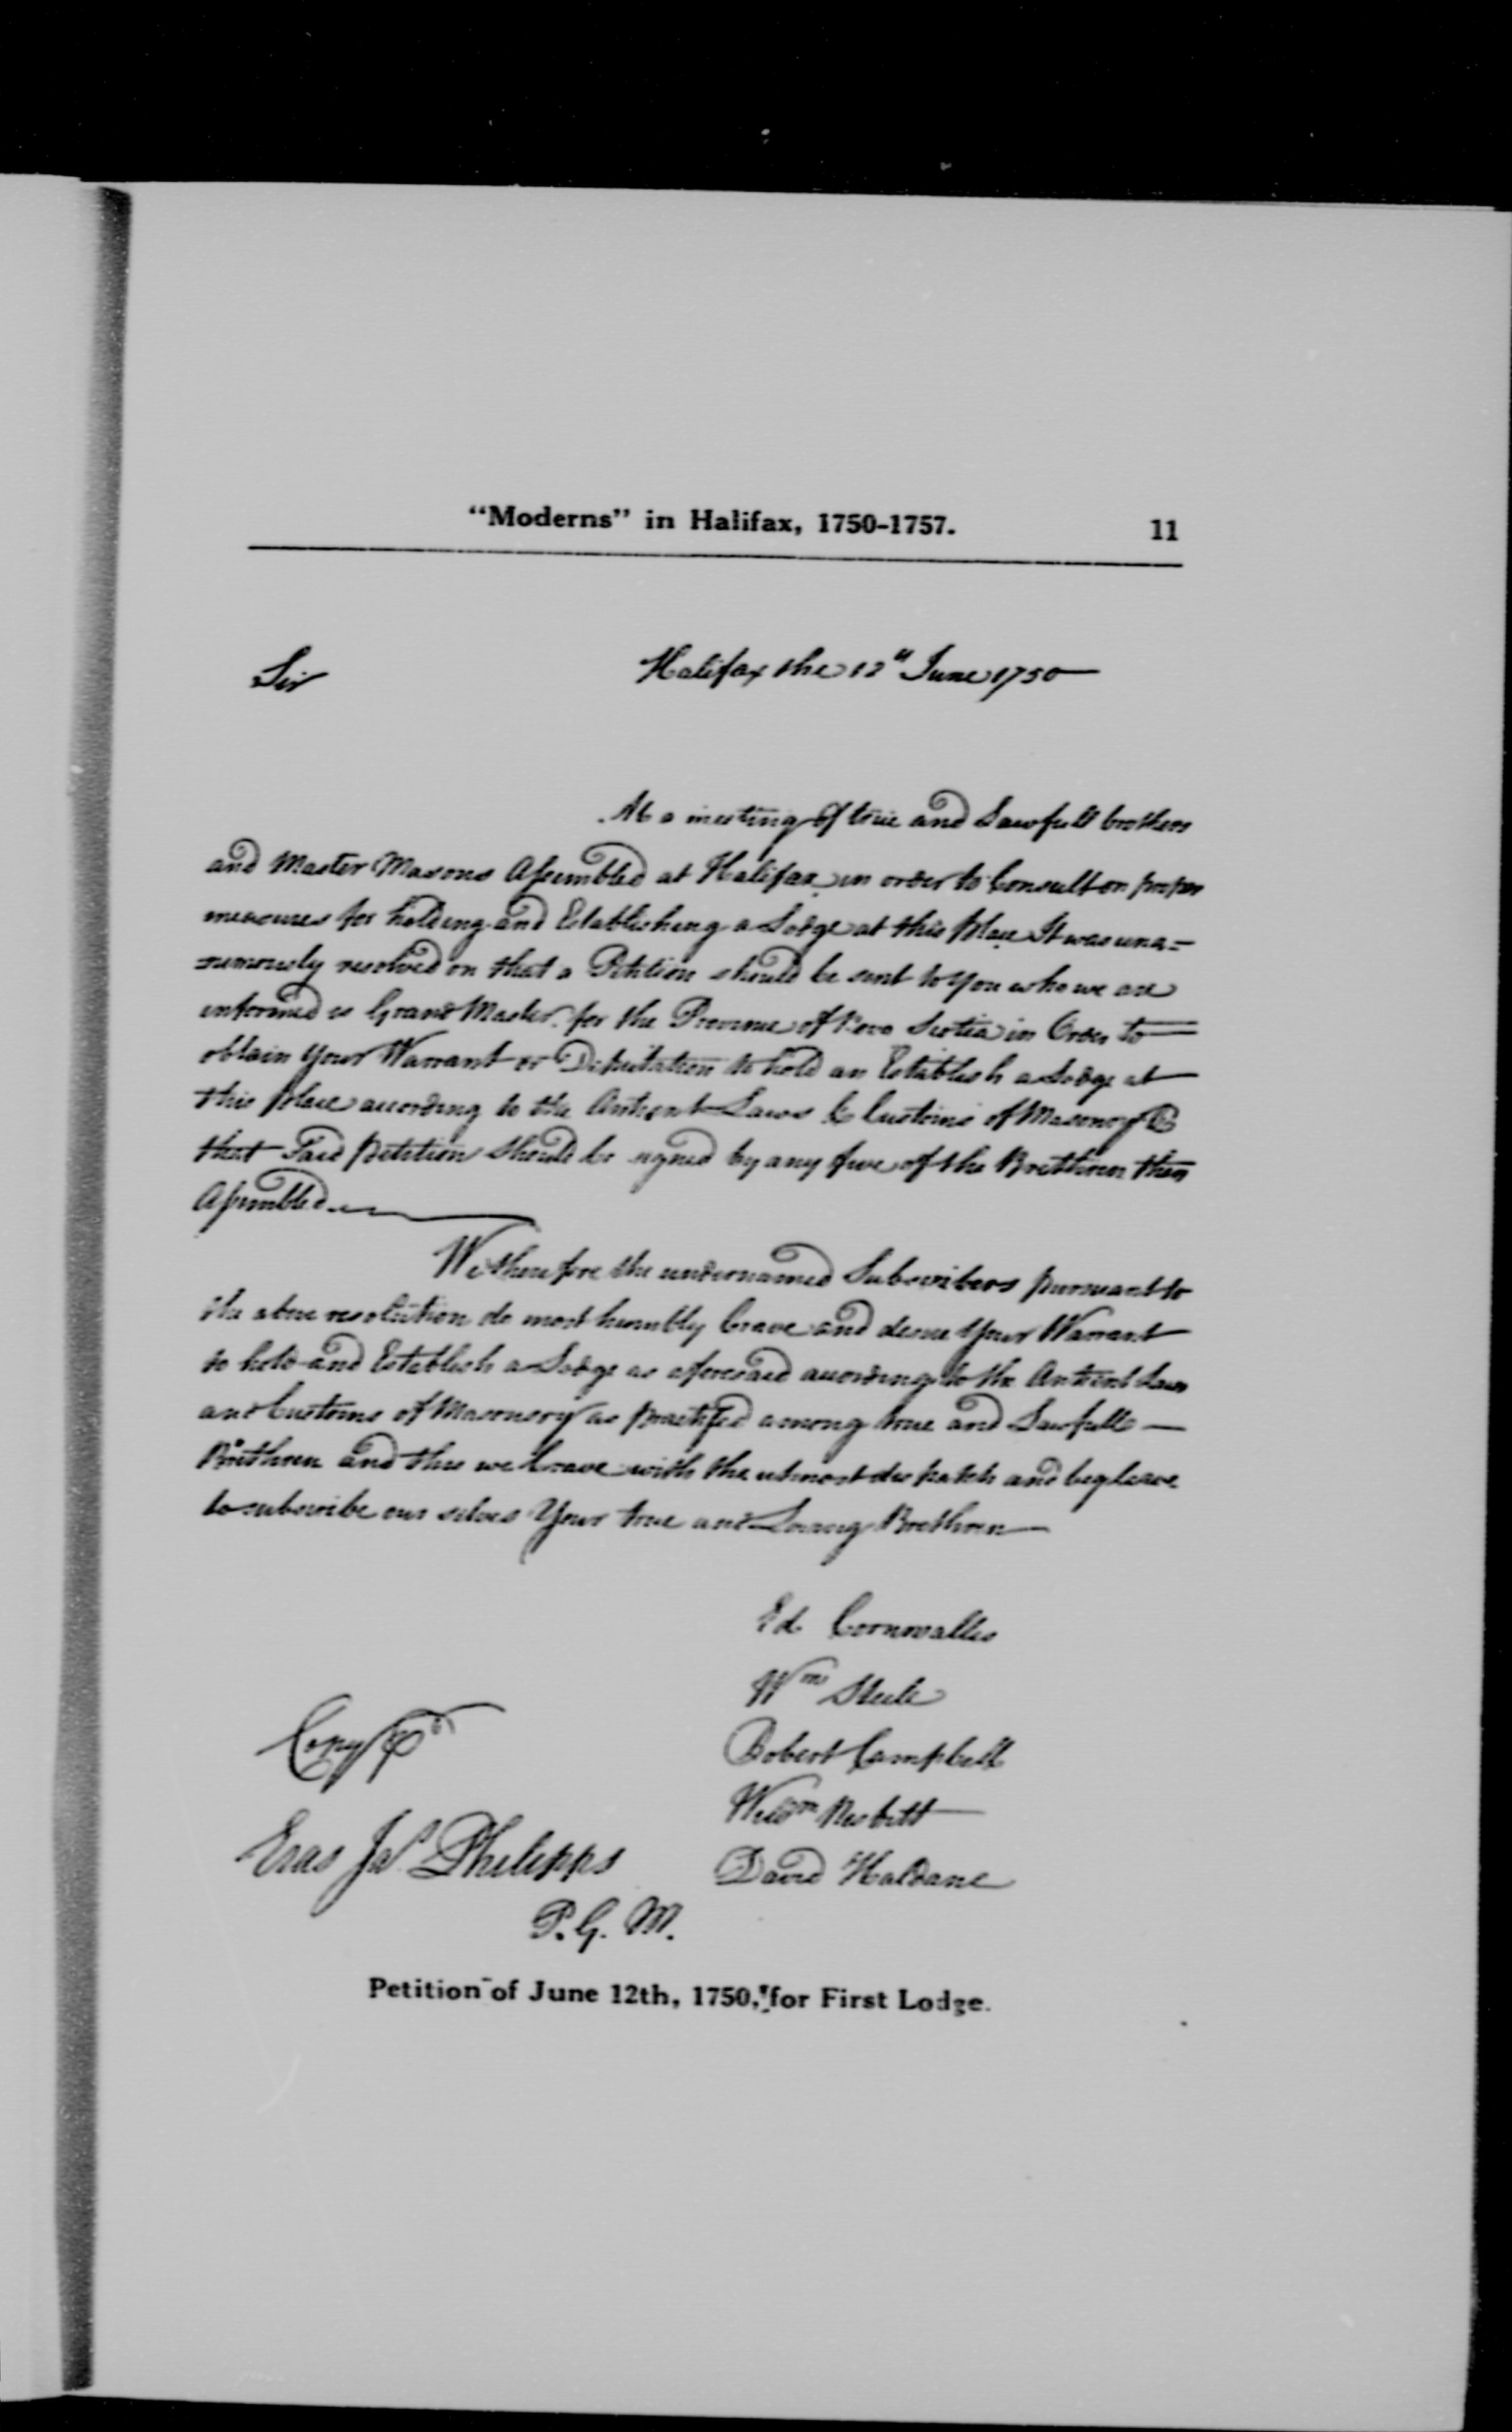 "Moderns" in Halifax, 1750-1757. 11
Sir Halifax the 12th June 1750
At a meeting of true and Lawfull brothers
and Master Masons Assembled at Halifax in order to Consult on proper
measures for holding and Establishing a Lodge at this place It was una=
nimously resolved on that a Petition should be sent to You who we are
informed is Grand Master for the Province of Nova Scotia in Order to
obtain Your Warrant or Deputation to hold an Establish a Lodge at
this place according to the Antient Laws & Customs of Masonry &
that said petition should be signed by any five of the Brethren then
Assembled
We therefore the undernamed Subscribers pursuant to
the above resolution do most humbly Crave and desire Your Warrant
to hold and Establish a Lodge as aforesaid according to the Antient Laws
and Customs of Masonery as practised among true and Lawfull
Brethren and this we Crave with the utmost dispatch and beg leave
to subscribe our selves Your true and Loving Brethren
Ed Cornwallis
Wm Steele
Robert Campbell
Willm Nesbitt
David Haldane
Copy
Eras Jas Philipps
P. G. M.
Petition of June 12th, 1750, for First Lodge.